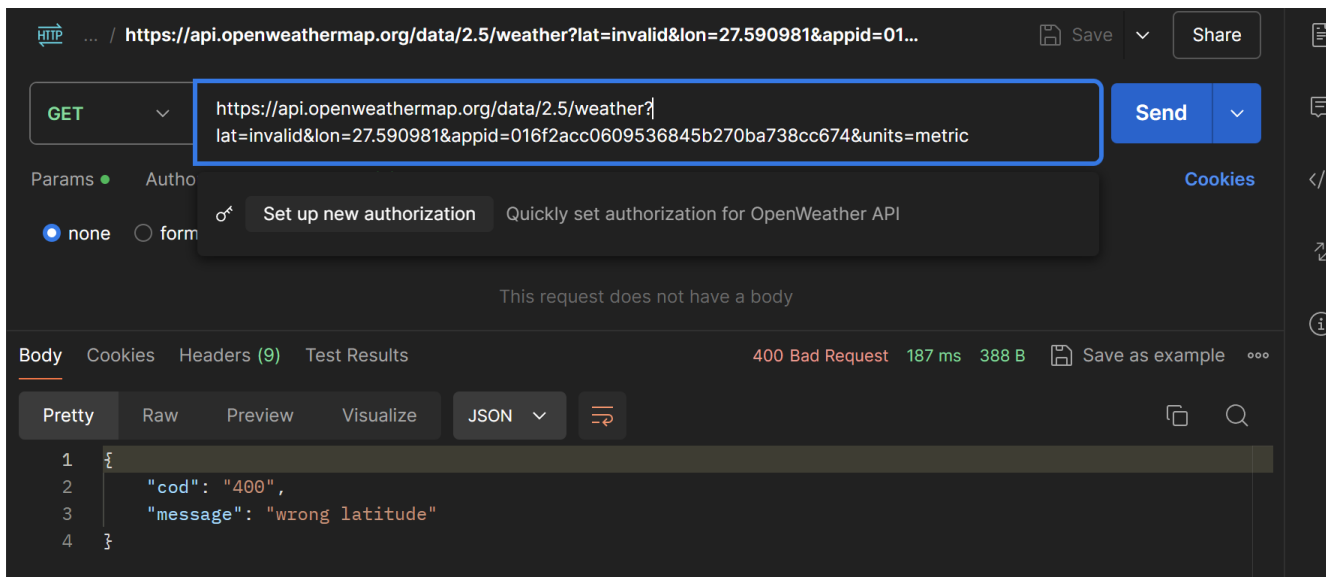 HTTP ... / https://api.openweathermap.org/data/2.5/weather?lat=invalid&lon=27.590981&appid=01... Save Share
GET https://api.openweathermap.org/data/2.5/weather?
lat=invalid&lon=27.590981&appid=016f2acc0609536845b270ba738cc674&units=metric
Send
Params Autho Cookies
Set up new authorization Quickly set authorization for OpenWeather API
none form
This request does not have a body
Body Cookies Headers (9) Test Results 400 Bad Request 187 ms 388 B Save as example
Pretty Raw Preview Visualize JSON
1 {
2 "cod": "400",
3 "message": "wrong latitude"
4 }